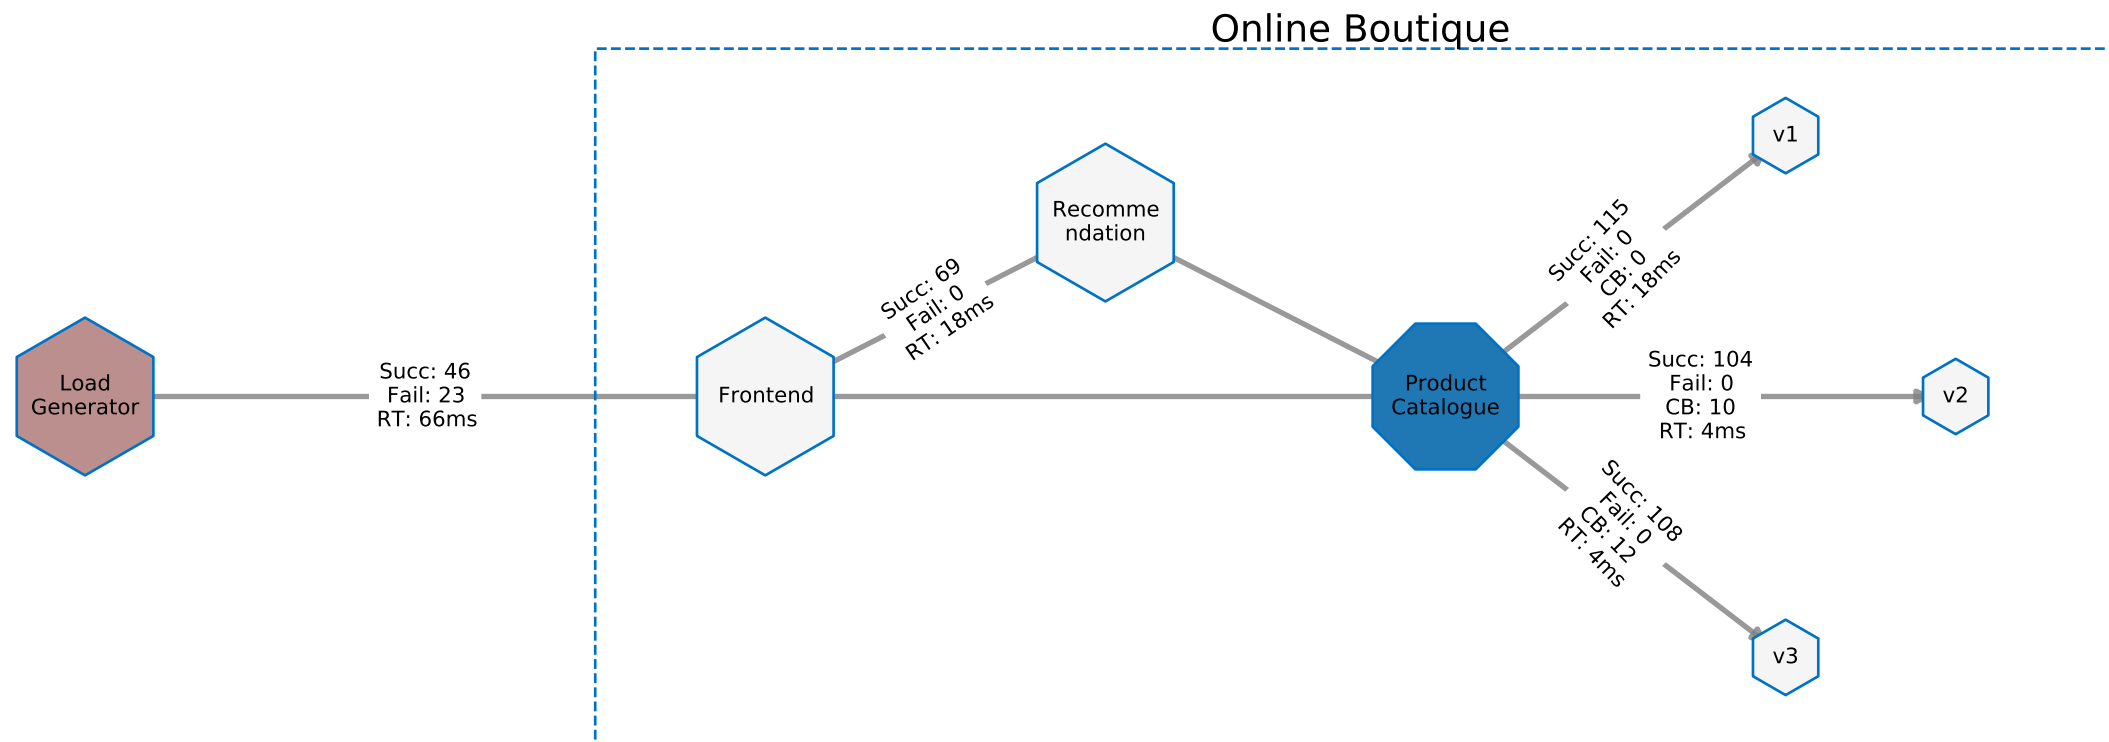 Online Boutique
Load
Generator
Succ: 46
Fail: 23
RT: 66ms
Frontend
Succ: 69
Fail: 0
RT: 18ms
Recomme
ndation
Product
Catalogue
Succ: 115
Fail: 0
CB: 0
RT: 18ms
v1
Succ: 104
Fail: 0
CB: 10
RT: 4ms
v2
Succ: 108
Fail: 0
CB: 12
RT: 4ms
v3